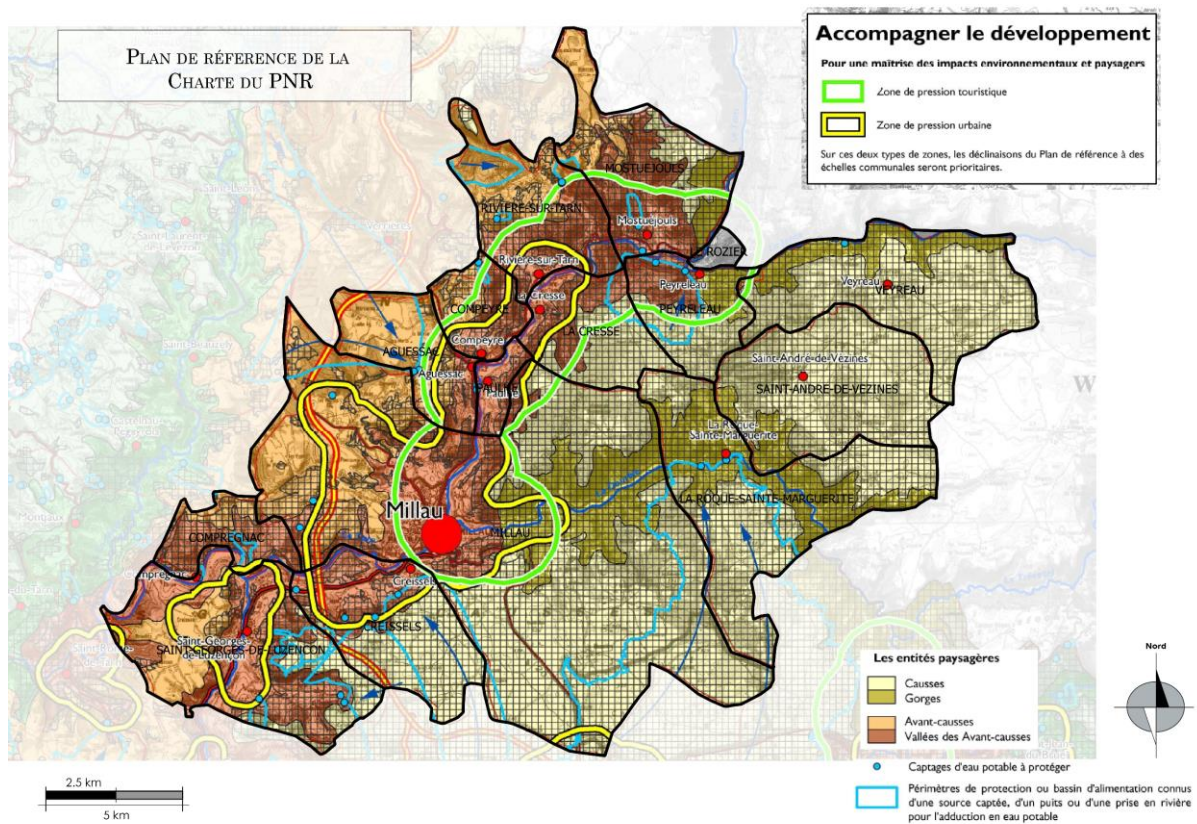 PLAN DE RÉFERENCE DE LA
CHARTE DU PNR
Accompagner le développement
Pour une maîtrise des impacts environnementaux et paysagers
Zone de pression touristique
Zone de pression urbaine
Sur ces deux types de zones, les déclinaisons du Plan de référence à des
échelles communales seront prioritaires.
MOSTUEJOULS
RIVIERE-SUR-TARN
Mostuéjouls
LE ROZIER
Rivière-sur-Tarn
Peyreleau
Veyreau
VEYREAU
La Cresse
COMPEYRE
PEYRELEAU
LA CRESSE
Compeyre
AGUESSAC
Aguessac
PAULHE
Paulhe
Saint-André-de-Vézines
SAINT-ANDRE-DE-VEZINES
La Roque-
Sainte-Marguerite
LA ROQUE-SAINTE-MARGUERITE
Millau
MILLAU
COMPREGNAC
Creissels
CREISSELS
Saint-Georges-
de-Luzençon
SAINT-GEORGES-DE-LUZENCON
Saint-Beauzély
Montjaux
Verrières
Nord
Les entités paysagères
Causses
Gorges
Avant-causses
Vallées des Avant-causses
Captages d'eau potable à protéger
Périmètres de protection ou bassin d'alimentation connus
d'une source captée, d'un puits ou d'une prise en rivière
pour l'adduction en eau potable
2.5 km
5 km